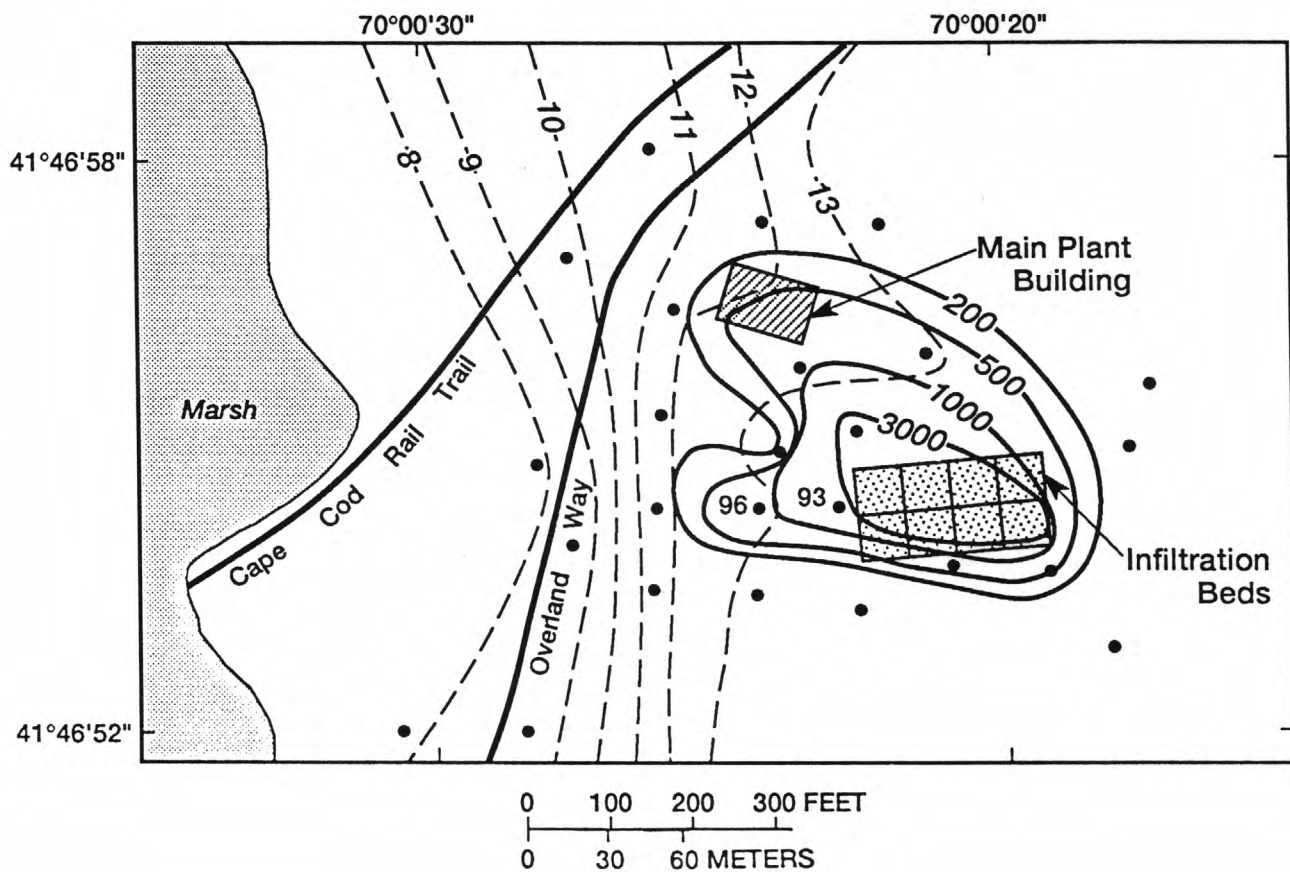 70°00'30"
70°00'20"
41°46'58"
41°46'52"
8
9
10
11
12
13
Main Plant
Building
200
500
1000
3000
Marsh
Cape Cod Rail Trail
Overland Way
96
93
Infiltration
Beds
0 100 200 300 FEET
0 30 60 METERS